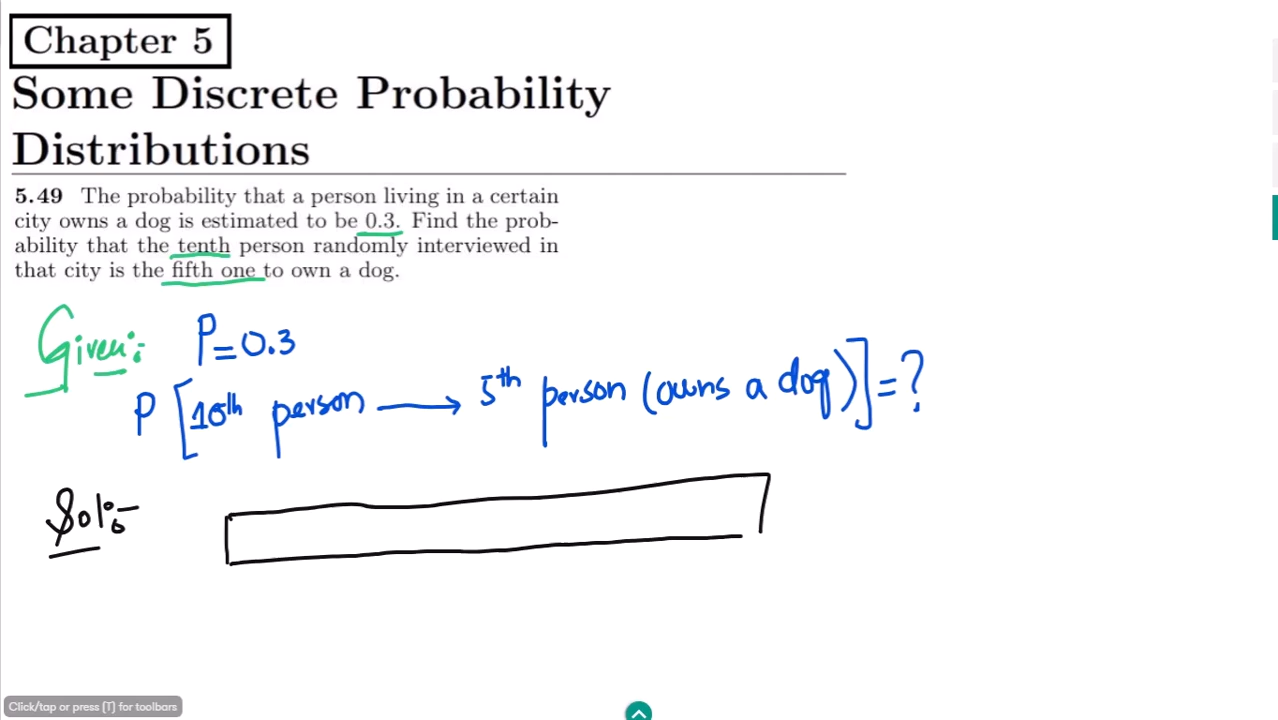 Chapter 5
Some Discrete Probability
Distributions
5.49 The probability that a person living in a certain
city owns a dog is estimated to be 0.3. Find the prob-
ability that the tenth person randomly interviewed in
that city is the fifth one to own a dog.
Given:- P=0.3
P [10th person → 5th person (owns a dog)] = ?
Sol:-
Click/tap or press [T] for toolbars